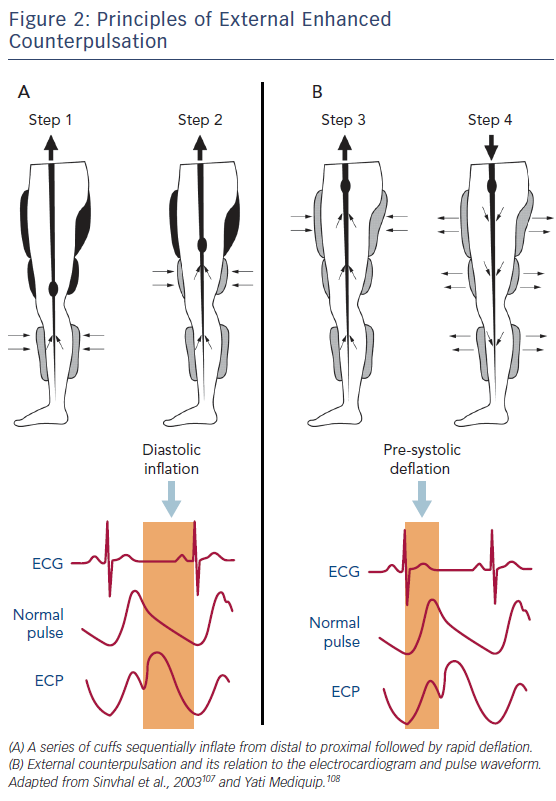 Figure 2: Principles of External Enhanced
Counterpulsation
A
B
Step 1
Step 2
Step 3
Step 4
Diastolic
inflation
Pre-systolic
deflation
ECG
Normal
pulse
ECP
ECG
Normal
pulse
ECP
(A) A series of cuffs sequentially inflate from distal to proximal followed by rapid deflation.
(B) External counterpulsation and its relation to the electrocardiogram and pulse waveform.
Adapted from Sinvhal et al., 2003107 and Yati Mediquip.108